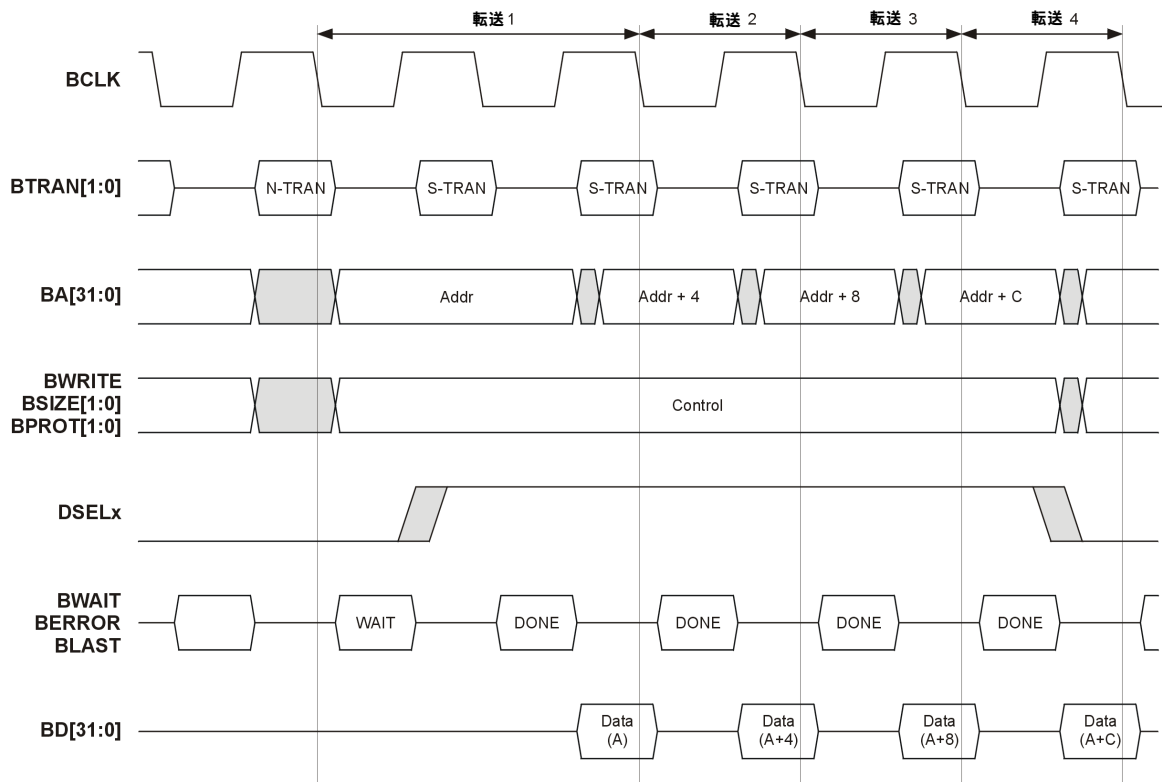 転送 1 転送 2 転送 3 転送 4
BCLK
BTRAN[1:0] N-TRAN S-TRAN S-TRAN S-TRAN S-TRAN S-TRAN
BA[31:0] Addr Addr + 4 Addr + 8 Addr + C
BWRITE
BSIZE[1:0]
BPROT[1:0]
Control
DSELx
BWAIT
BERROR
BLAST
WAIT DONE DONE DONE DONE
BD[31:0]
Data
(A)
Data
(A+4)
Data
(A+8)
Data
(A+C)